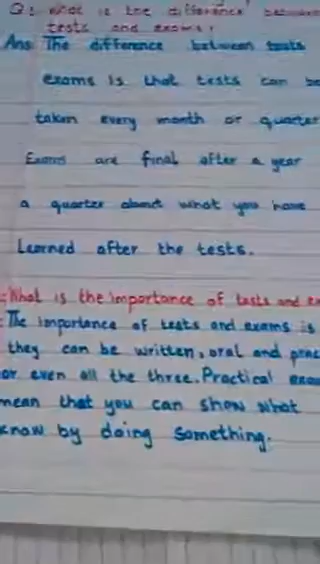 Q: What is the difference between
tests and exams?
Ans: The difference between tests
exams is that tests can be
taken every month or quarter
Exams are final after a year
a quarter about what you have
Learned after the tests.
:What is the importance of tests and ex
:The importance of tests and exams is
they can be written, oral and prac
or even all the three. Practical exam
mean that you can show what
know by doing something.